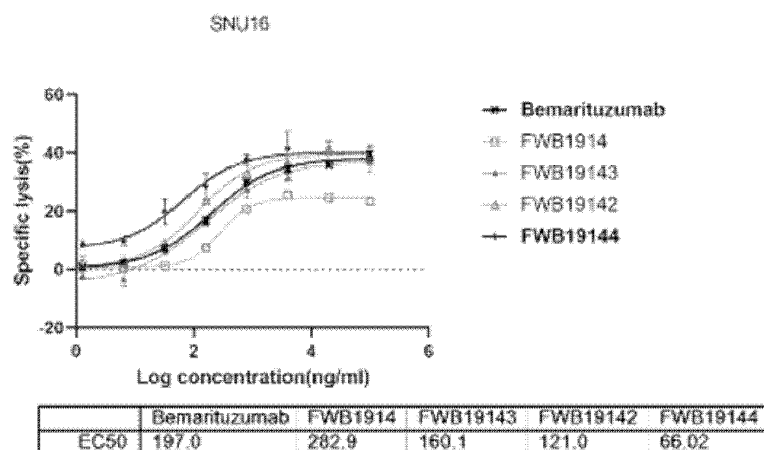 SNU16
60
40
20
0
-20
Specific lysis(%)
0 2 4 6
Log concentration(ng/ml)
Bemarituzumab
FWB1914
FWB19143
FWB19142
FWB19144
Bemarituzumab FWB1914 FWB19143 FWB19142 FWB19144
EC50 197.0 282.9 160.1 121.0 66.02